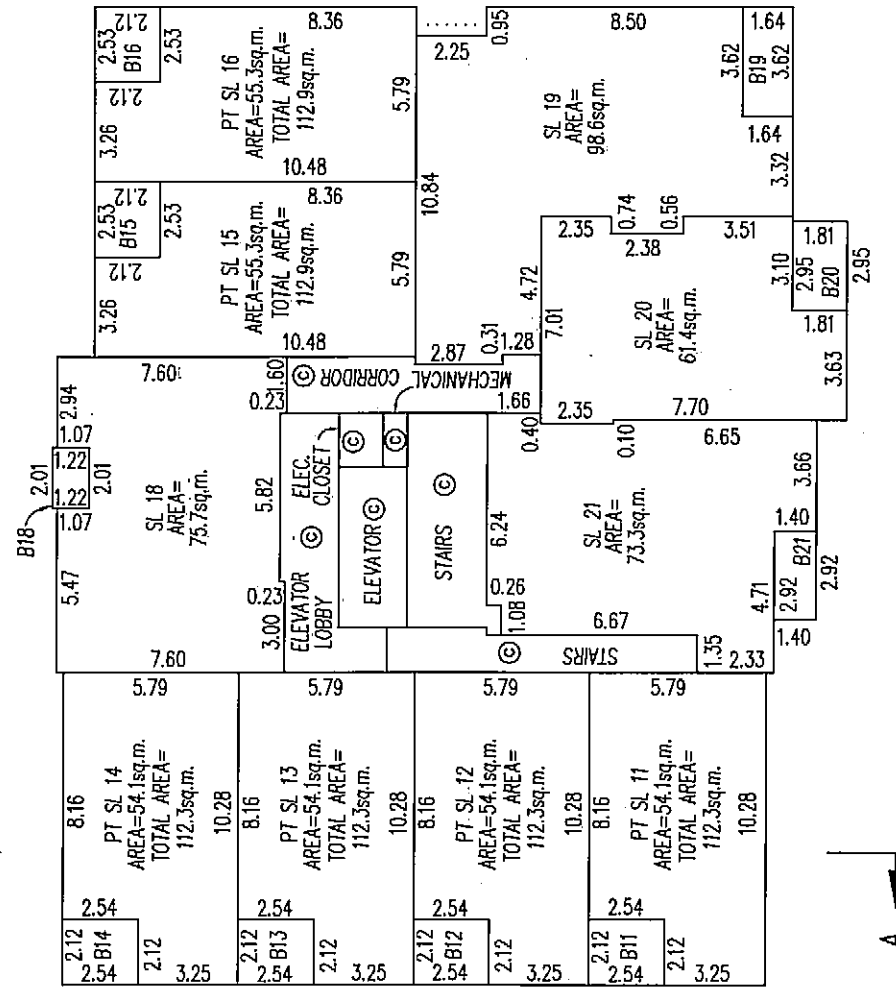 2.12
2.53
B16
2.53
2.12
3.26
8.36
PT SL 16
AREA=55.3sq.m.
TOTAL AREA=
112.9sq.m.
10.48
5.79
2.12
2.53
B15
2.53
2.12
3.26
8.36
PT SL 15
AREA=55.3sq.m.
TOTAL AREA=
112.9sq.m.
10.48
5.79
2.25
0.95
8.50
1.64
3.62
B19
3.62
1.64
3.32
SL 19
AREA=
98.6sq.m.
10.84
2.87
0.31
1.28
4.72
2.35
0.74
2.38
0.56
3.51
7.01
SL 20
AREA=
61.4sq.m.
3.10
1.81
2.95
B20
2.95
1.81
3.63
7.70
2.35
0.10
0.40
7.60
2.94
1.07
2.01
1.22
1.22
2.01
1.07
B18
5.47
SL 18
AREA=
75.7sq.m.
7.60
3.00
0.23
5.82
0.23
1.60
C
MECHANICAL
CORRIDOR
1.66
ELEC.
CLOSET
C
C
ELEVATOR
LOBBY
C
ELEVATOR
C
STAIRS
C
6.24
0.26
1.08
6.67
STAIRS
C
1.35
2.33
SL 21
AREA=
73.3sq.m.
6.65
3.66
1.40
4.71
2.92
B21
2.92
1.40
5.79
8.16
PT SL 14
AREA=54.1sq.m.
TOTAL AREA=
112.3sq.m.
10.28
2.54
2.12
B14
2.54
2.12
3.25
5.79
8.16
PT SL 13
AREA=54.1sq.m.
TOTAL AREA=
112.3sq.m.
10.28
2.54
2.12
B13
2.54
2.12
3.25
5.79
8.16
PT SL 12
AREA=54.1sq.m.
TOTAL AREA=
112.3sq.m.
10.28
2.54
2.12
B12
2.54
2.12
3.25
5.79
8.16
PT SL 11
AREA=54.1sq.m.
TOTAL AREA=
112.3sq.m.
10.28
2.54
2.12
B11
2.54
2.12
3.25
A